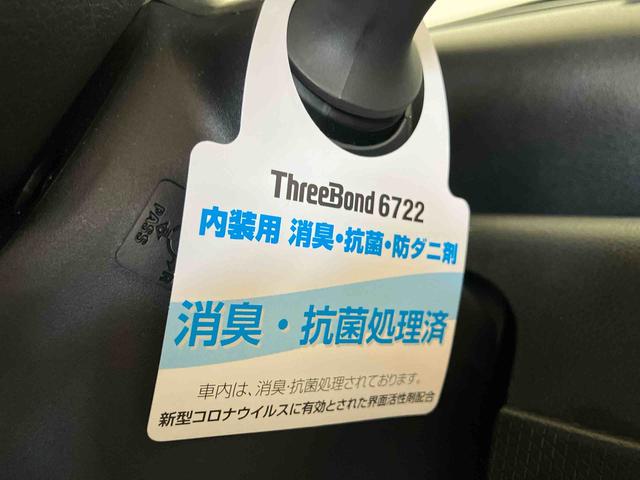 ThreeBond 6722
内装用 消臭・抗菌・防ダニ剤
消臭・抗菌処理済
車内は、消臭・抗菌処理されております。
新型コロナウイルスに有効とされた界面活性剤配合
PASS